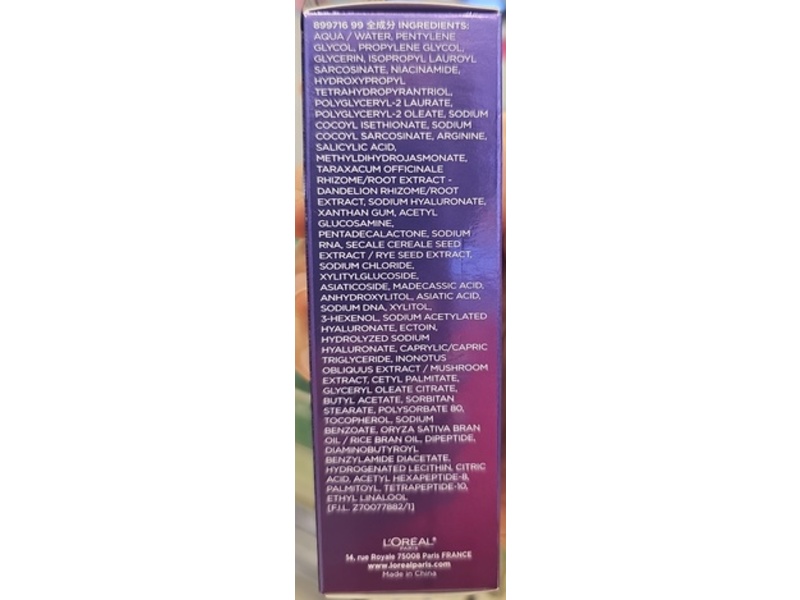 899716 99 全成分 INGREDIENTS:
AQUA / WATER, PENTYLENE
GLYCOL, PROPYLENE GLYCOL,
GLYCERIN, ISOPROPYL LAUROYL
SARCOSINATE, NIACINAMIDE,
HYDROXYPROPYL
TETRAHYDROPYRANTRIOL,
POLYGLYCERYL-2 LAURATE,
POLYGLYCERYL-2 OLEATE, SODIUM
COCOYL ISETHIONATE, SODIUM
COCOYL SARCOSINATE, ARGININE,
SALICYLIC ACID,
METHYLDIHYDROJASMONATE,
TARAXACUM OFFICINALE
RHIZOME/ROOT EXTRACT -
DANDELION RHIZOME/ROOT
EXTRACT, SODIUM HYALURONATE,
XANTHAN GUM, ACETYL
GLUCOSAMINE,
PENTADECALACTONE, SODIUM
RNA, SECALE CEREALE SEED
EXTRACT / RYE SEED EXTRACT,
SODIUM CHLORIDE,
XYLITYLGLUCOSIDE,
ASIATICOSIDE, MADECASSIC ACID,
ANHYDROXYLITOL, ASIATIC ACID,
SODIUM DNA, XYLITOL,
3-HEXENOL, SODIUM ACETYLATED
HYALURONATE, ECTOIN,
HYDROLYZED SODIUM
HYALURONATE, CAPRYLIC/CAPRIC
TRIGLYCERIDE, INONOTUS
OBLIQUUS EXTRACT / MUSHROOM
EXTRACT, CETYL PALMITATE,
GLYCERYL OLEATE CITRATE,
BUTYL ACETATE, SORBITAN
STEARATE, POLYSORBATE 80,
TOCOPHEROL, SODIUM
BENZOATE, ORYZA SATIVA BRAN
OIL / RICE BRAN OIL, DIPEPTIDE,
DIAMINOBUTYROYL
BENZYLAMIDE DIACETATE,
HYDROGENATED LECITHIN, CITRIC
ACID, ACETYL HEXAPEPTIDE-8,
PALMITOYL, TETRAPEPTIDE-10,
ETHYL LINALOOL
[F.I.L. Z70077882/1]
L'ORÉAL®
PARIS
14, rue Royale 75008 Paris FRANCE
www.lorealparis.com
Made in China